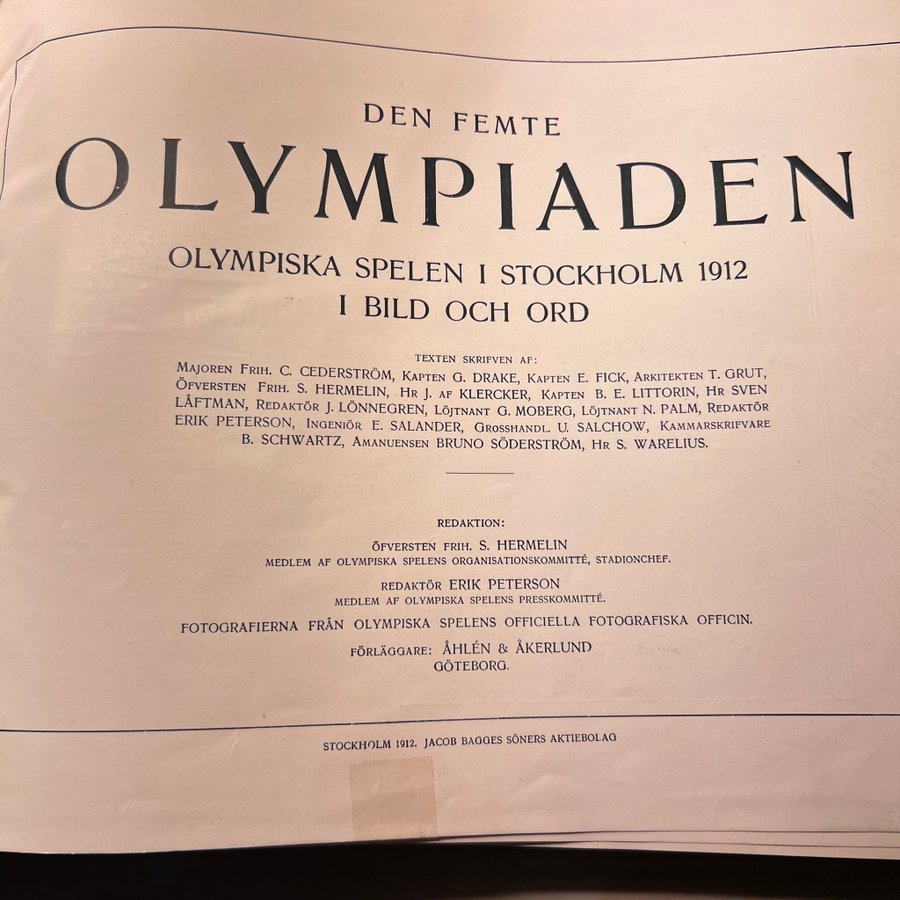 DEN FEMTE
OLYMPIADEN
OLYMPISKA SPELEN I STOCKHOLM 1912
I BILD OCH ORD
TEXTEN SKRIFVEN AF:
MAJOREN FRIH. C. CEDERSTRÖM, KAPTEN G. DRAKE, KAPTEN E. FICK, ARKITEKTEN T. GRUT,
ÖFVERSTEN FRIH. S. HERMELIN, HR J. AF KLERCKER, KAPTEN B. E. LITTORIN, HR SVEN
LÅFTMAN, REDAKTÖR J. LÖNNEGREN, LÖJTNANT G. MOBERG, LÖJTNANT N. PALM, REDAKTÖR
ERIK PETERSON, INGENIÖR E. SALANDER, GROSSHANDL. U. SALCHOW, KAMMARSKRIFVARE
B. SCHWARTZ, AMANUENSEN BRUNO SÖDERSTRÖM, HR S. WARELIUS.
REDAKTION:
ÖFVERSTEN FRIH. S. HERMELIN
MEDLEM AF OLYMPISKA SPELENS ORGANISATIONSKOMMITTÉ, STADIONCHEF.
REDAKTÖR ERIK PETERSON
MEDLEM AF OLYMPISKA SPELENS PRESSKOMMITTÉ.
FOTOGRAFIERNA FRÅN OLYMPISKA SPELENS OFFICIELLA FOTOGRAFISKA OFFICIN.
FÖRLÄGGARE: ÅHLÉN & ÅKERLUND
GÖTEBORG.
STOCKHOLM 1912. JACOB BAGGES SÖNERS AKTIEBOLAG